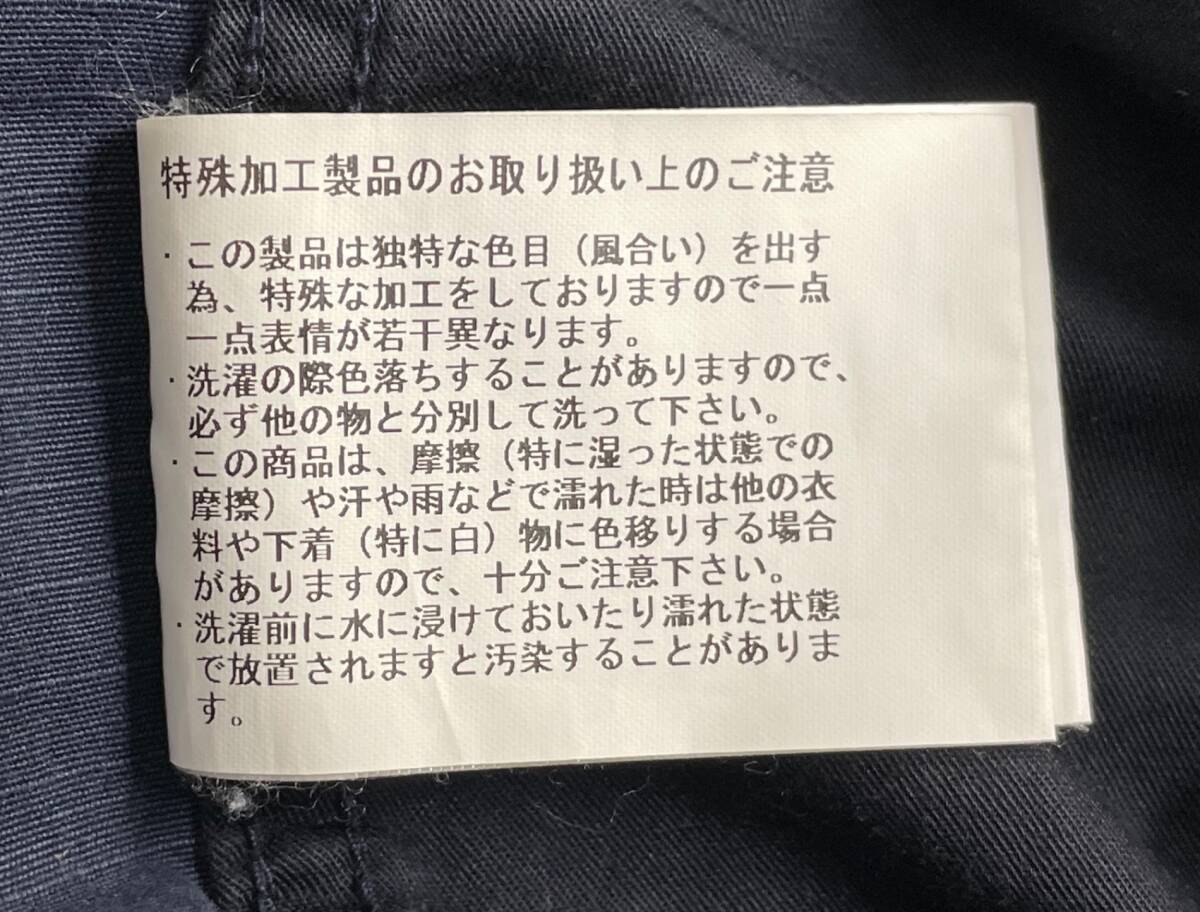 特殊加工製品のお取り扱い上のご注意
・この製品は独特な色目（風合い）を出す
為、特殊な加工をしておりますので一点
一点表情が若干異なります。
・洗濯の際色落ちすることがありますので、
必ず他の物と分別して洗って下さい。
・この商品は、摩擦（特に湿った状態での
摩擦）や汗や雨などで濡れた時は他の衣
料や下着（特に白）物に色移りする場合
がありますので、十分ご注意下さい。
・洗濯前に水に浸けておいたり濡れた状態
で放置されますと汚染することがありま
す。